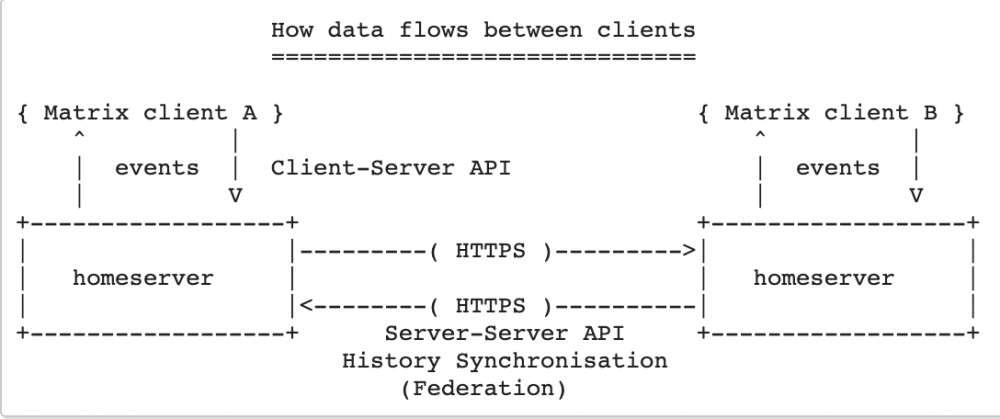 How data flows between clients
==============================
{ Matrix client A }                              { Matrix client B }
    ^          |                                     ^          |
    |  events  |  Client-Server API                  |  events  |
    |          V                                     |          V
+------------------+                             +------------------+
|                  |---------( HTTPS )--------->|                  |
|   homeserver     |                             |   homeserver     |
|                  |<--------( HTTPS )----------|                  |
+------------------+      Server-Server API      +------------------+
                       History Synchronisation
                           (Federation)